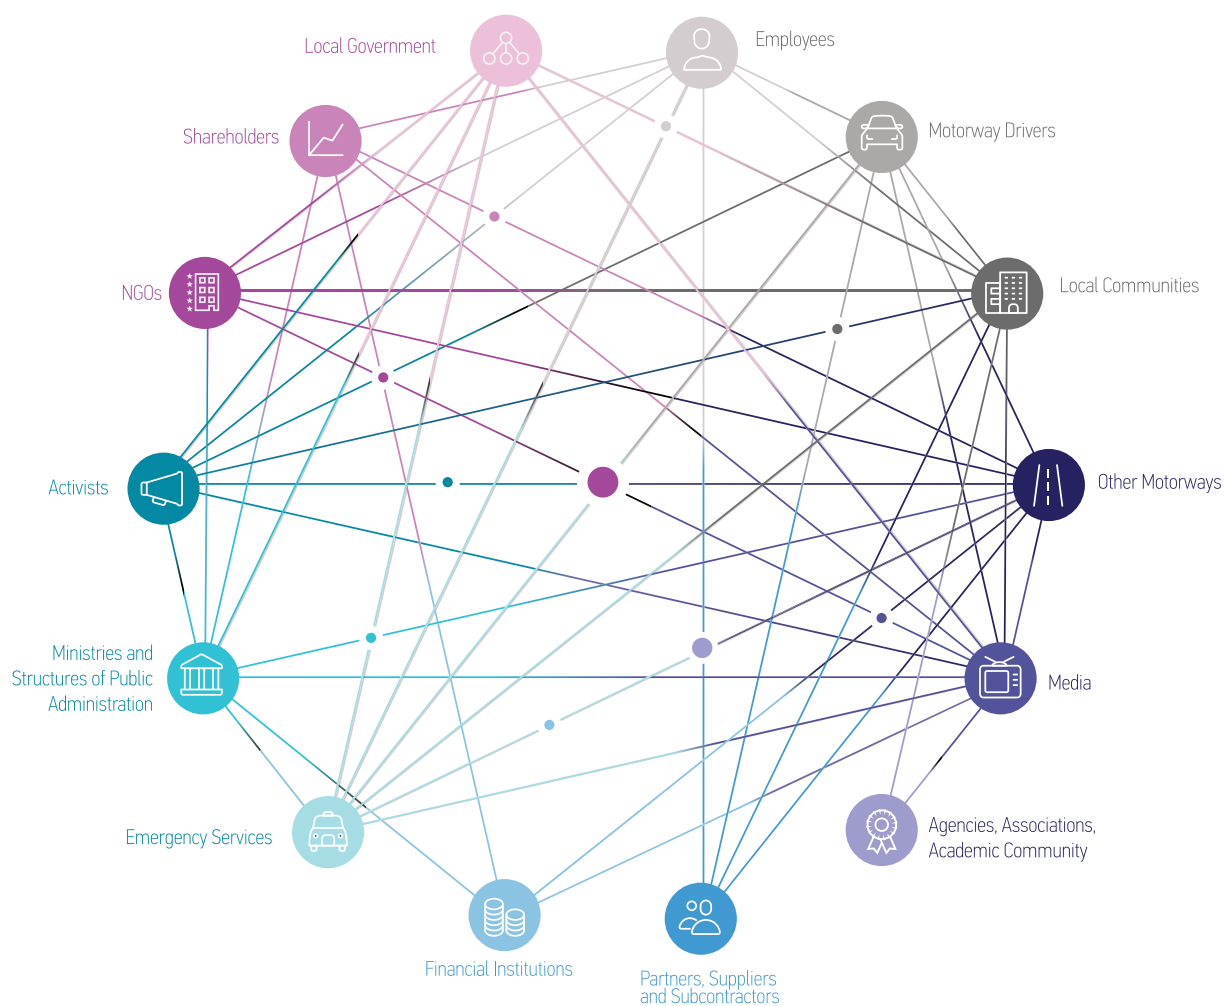 Local Government
Employees
Shareholders
Motorway Drivers
NGOs
Local Communities
Activists
Other Motorways
Ministries and
Structures of Public
Administration
Media
Emergency Services
Agencies, Associations,
Academic Community
Financial Institutions
Partners, Suppliers
and Subcontractors